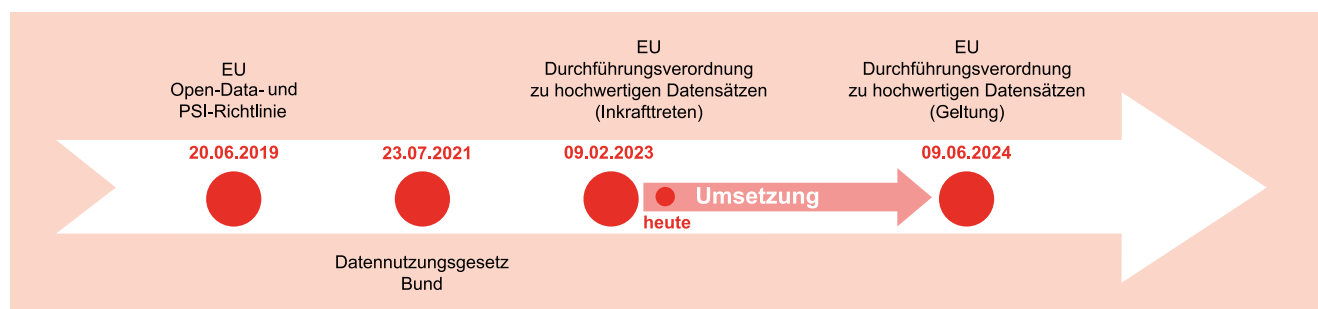 EU
Open-Data- und
PSI-Richtlinie
20.06.2019
23.07.2021
Datennutzungsgesetz
Bund
EU
Durchführungsverordnung
zu hochwertigen Datensätzen
(Inkrafttreten)
09.02.2023
Umsetzung
heute
EU
Durchführungsverordnung
zu hochwertigen Datensätzen
(Geltung)
09.06.2024